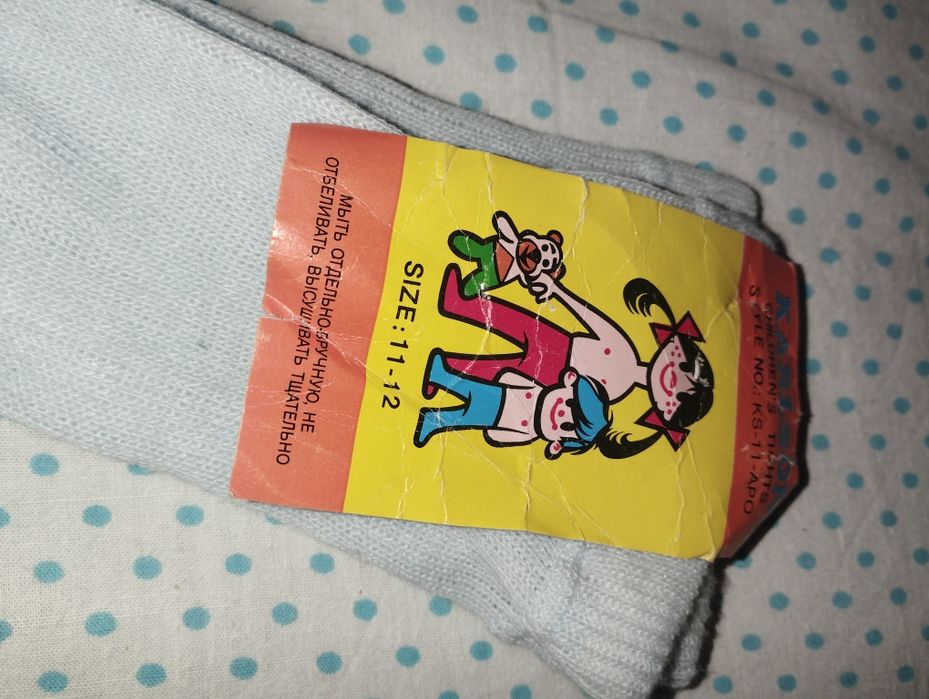 CHILDREN'S TIGHTS
STYLE NO.: KS-11-APO
SIZE: 11-12
МЫТЬ ОТДЕЛЬНО-ВРУЧНУЮ, НЕ
ОТБЕЛИВАТЬ, ВЫСУШИВАТЬ ТЩАТЕЛЬНО